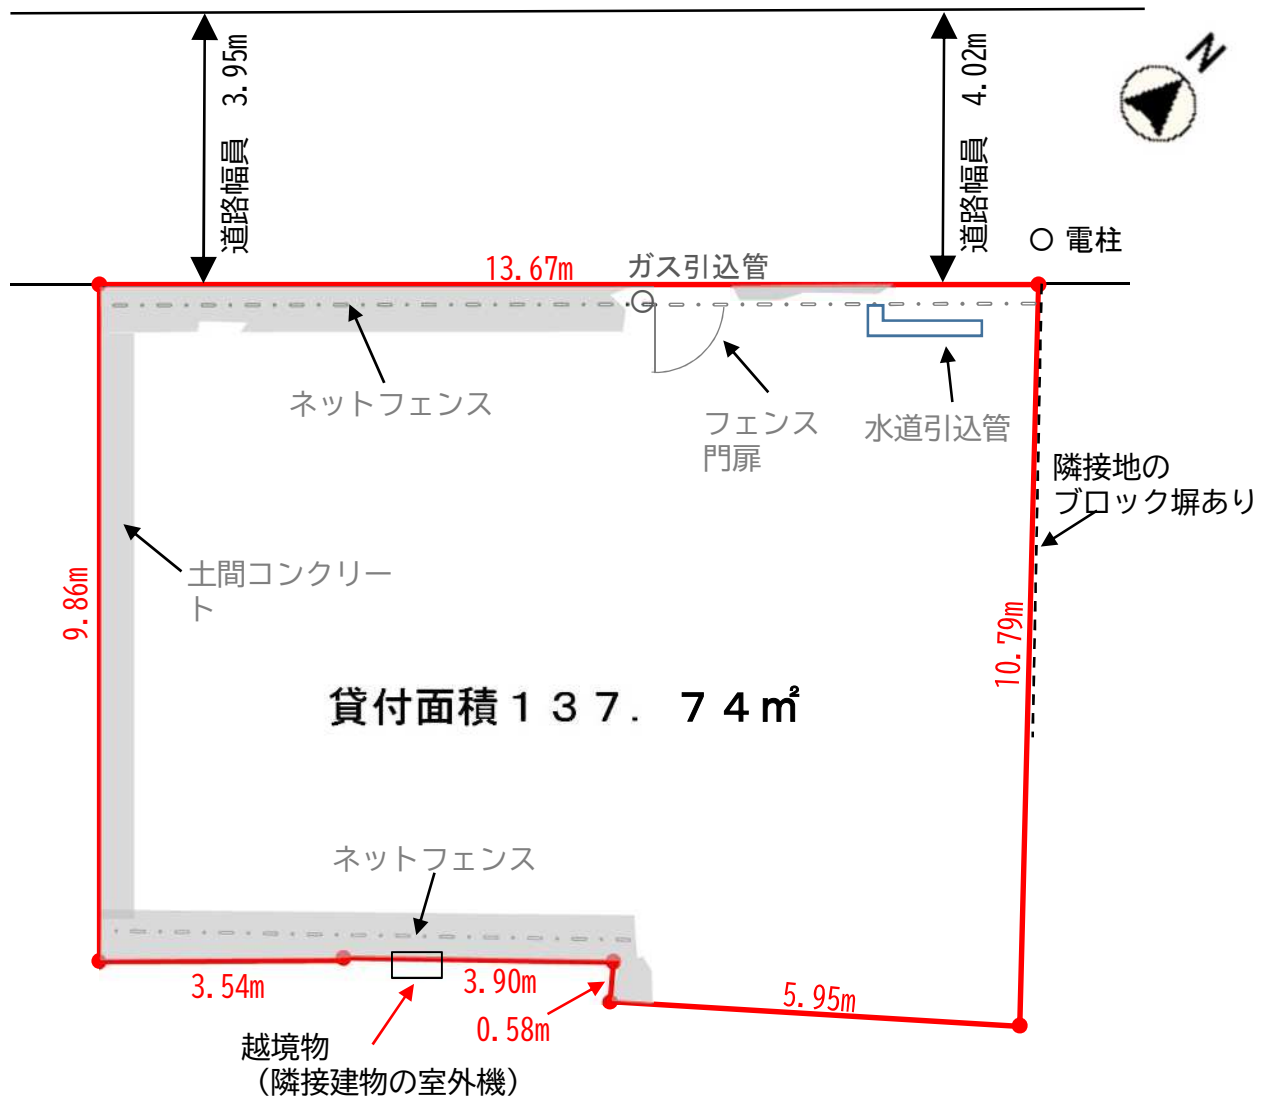 道路幅員 3.95m
道路幅員 4.02m
N
電柱
13.67m
ガス引込管
ネットフェンス
フェンス
門扉
水道引込管
隣接地の
ブロック塀あり
土間コンクリー
ト
9.86m
10.79m
貸付面積137．74㎡
ネットフェンス
3.54m
3.90m
5.95m
0.58m
越境物
（隣接建物の室外機）